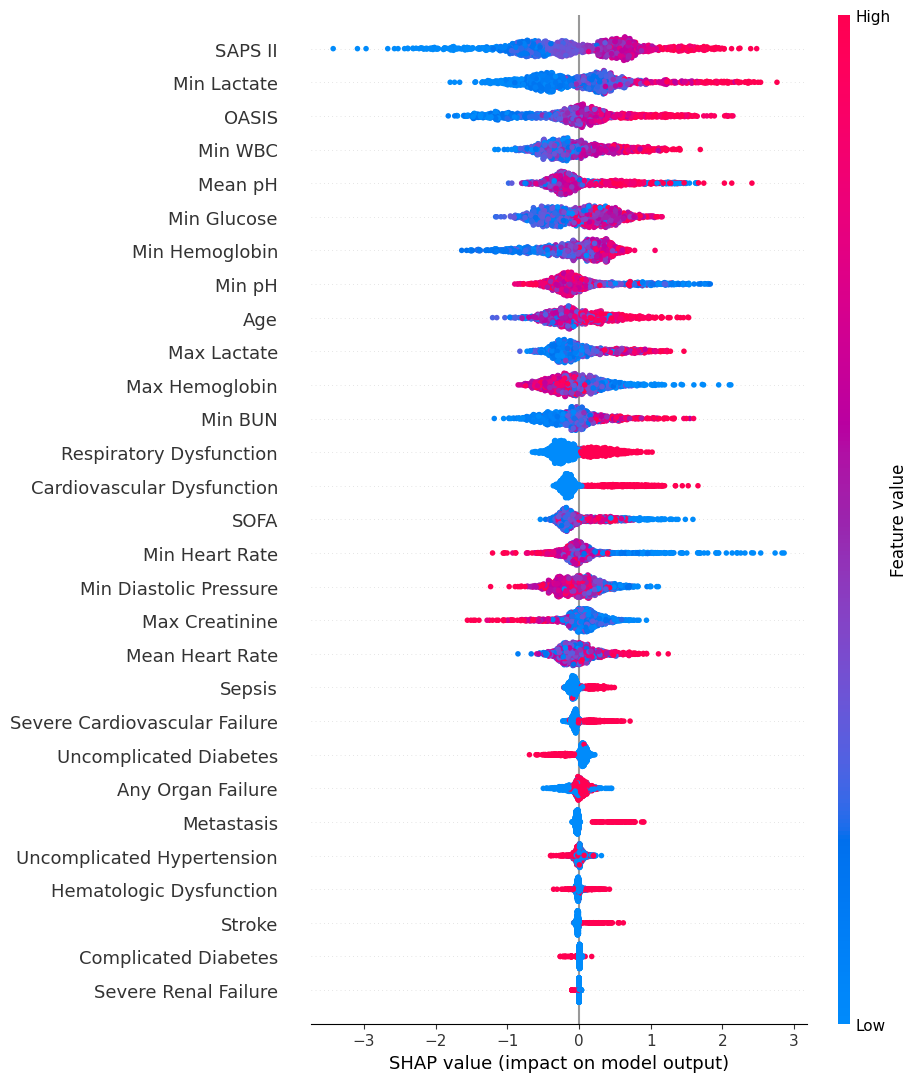 High
SAPS II
Min Lactate
OASIS
Min WBC
Mean pH
Min Glucose
Min Hemoglobin
Min pH
Age
Max Lactate
Max Hemoglobin
Min BUN
Respiratory Dysfunction
Cardiovascular Dysfunction
SOFA
Min Heart Rate
Min Diastolic Pressure
Max Creatinine
Mean Heart Rate
Sepsis
Severe Cardiovascular Failure
Uncomplicated Diabetes
Any Organ Failure
Metastasis
Uncomplicated Hypertension
Hematologic Dysfunction
Stroke
Complicated Diabetes
Severe Renal Failure
Feature value
Low
−3 −2 −1 0 1 2 3
SHAP value (impact on model output)